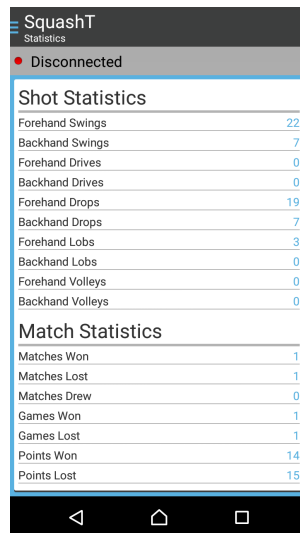 SquashT
Statistics
Disconnected
Shot Statistics
Forehand Swings 22
Backhand Swings 7
Forehand Drives 0
Backhand Drives 0
Forehand Drops 19
Backhand Drops 7
Forehand Lobs 3
Backhand Lobs 0
Forehand Volleys 0
Backhand Volleys 0
Match Statistics
Matches Won 1
Matches Lost 1
Matches Drew 0
Games Won 1
Games Lost 1
Points Won 14
Points Lost 15